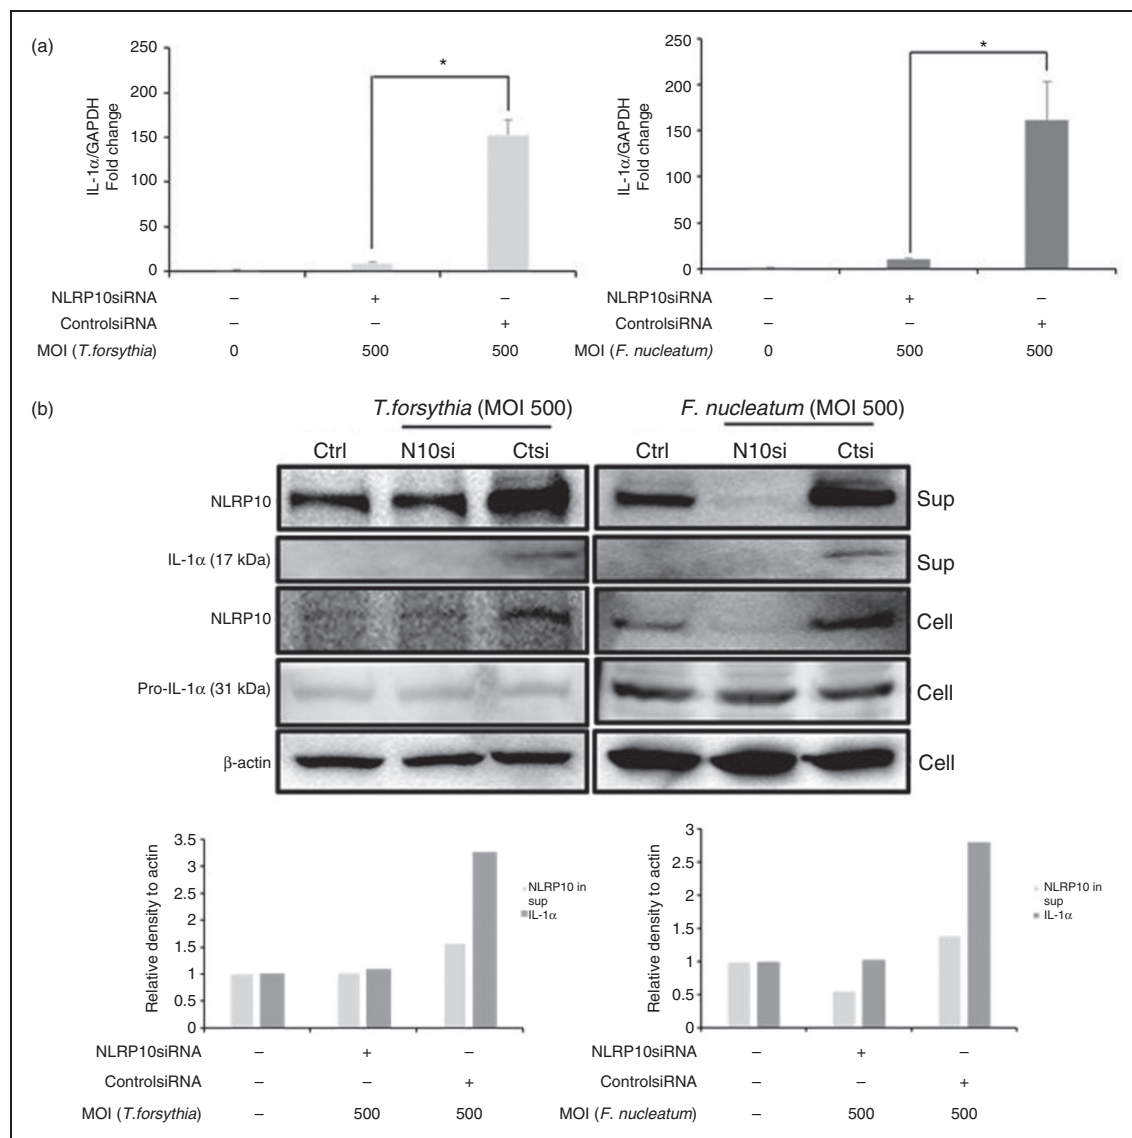 (a)
250
200
150
100
50
0
IL-1α/GAPDH
Fold change
*
NLRP10siRNA – + –
ControlsiRNA – – +
MOI (T.forsythia) 0 500 500
250
200
150
100
50
0
IL-1α/GAPDH
Fold change
*
NLRP10siRNA – + –
ControlsiRNA – – +
MOI (F. nucleatum) 0 500 500
(b)
T.forsythia (MOI 500) F. nucleatum (MOI 500)
Ctrl N10si Ctsi Ctrl N10si Ctsi
NLRP10 Sup
IL-1α (17 kDa) Sup
NLRP10 Cell
Pro-IL-1α (31 kDa) Cell
β-actin Cell
3.5
3
2.5
2
1.5
1
0.5
0
Relative density to actin
NLRP10 in
sup
IL-1α
NLRP10siRNA – + –
ControlsiRNA – – +
MOI (T.forsythia) – 500 500
3
2.5
2
1.5
1
0.5
0
Relative density to actin
NLRP10 in
sup
IL-1α
NLRP10siRNA – + –
ControlsiRNA – – +
MOI (F. nucleatum) – 500 500